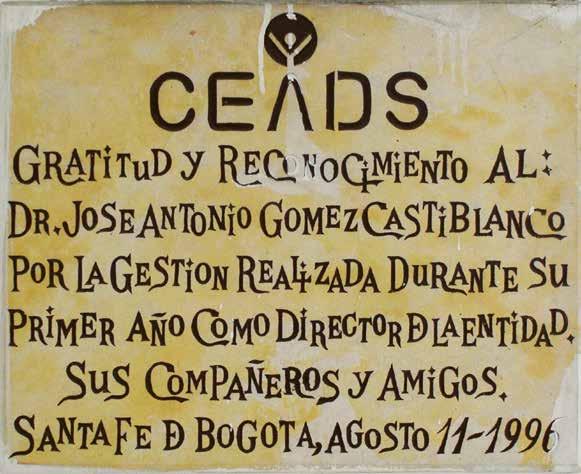 CEADS
GRATITUD Y RECONOCIMIENTO AL:
DR. JOSE ANTONIO GOMEZ CASTIBLANCO
POR LA GESTION REALIZADA DURANTE SU
PRIMER AÑO COMO DIRECTOR D LA ENTIDAD.
SUS COMPAÑEROS Y AMIGOS.
SANTA FE D BOGOTA, AGOSTO 11-1996